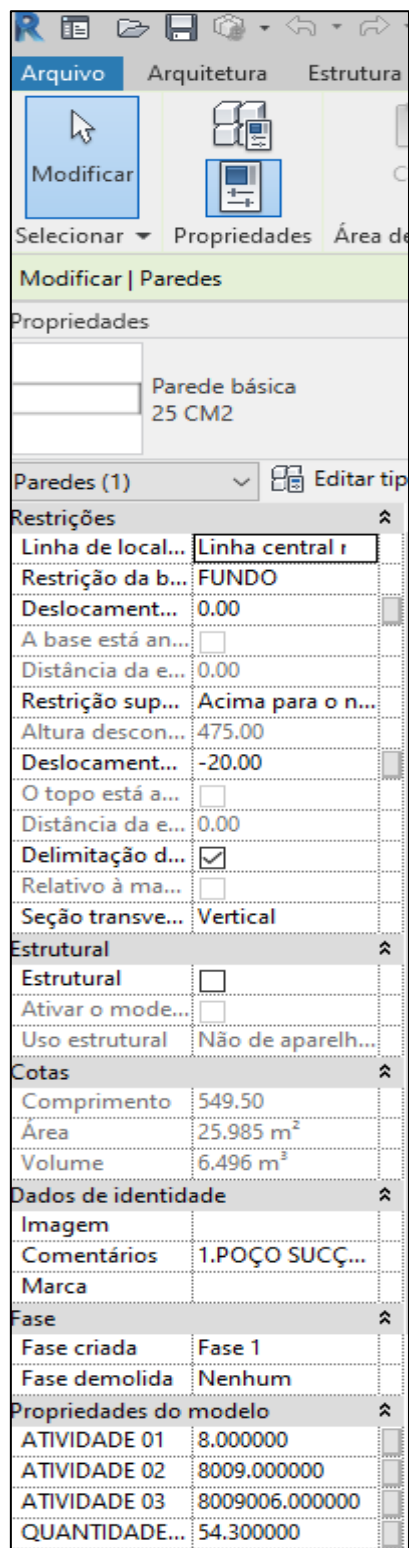 Arquivo Arquitetura Estrutura
Modificar
Selecionar Propriedades Área de
Modificar | Paredes
Propriedades
Parede básica
25 CM2
Paredes (1) Editar tip
Restrições
Linha de local... Linha central r
Restrição da b... FUNDO
Deslocament... 0.00
A base está an...
Distância da e... 0.00
Restrição sup... Acima para o n...
Altura descon... 475.00
Deslocament... -20.00
O topo está a...
Distância da e... 0.00
Delimitação d...
Relativo à ma...
Seção transve... Vertical
Estrutural
Estrutural
Ativar o mode...
Uso estrutural Não de aparelh...
Cotas
Comprimento 549.50
Área 25.985 m²
Volume 6.496 m³
Dados de identidade
Imagem
Comentários 1.POÇO SUCÇ...
Marca
Fase
Fase criada Fase 1
Fase demolida Nenhum
Propriedades do modelo
ATIVIDADE 01 8.000000
ATIVIDADE 02 8009.000000
ATIVIDADE 03 8009006.000000
QUANTIDADE... 54.300000